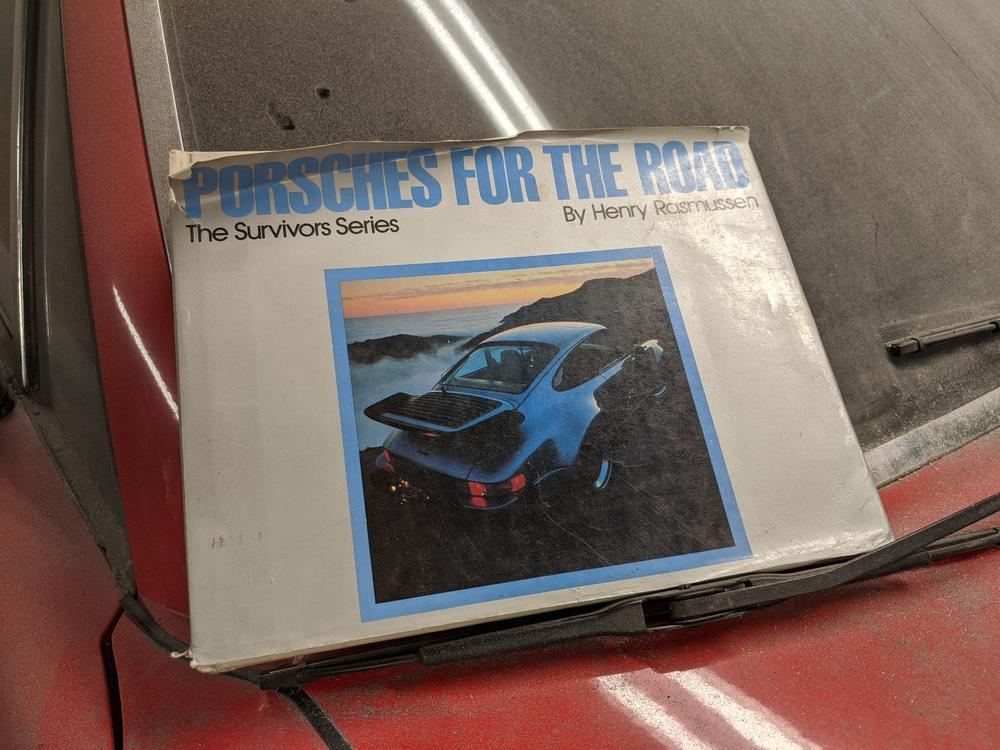 PORSCHES FOR THE ROAD
The Survivors Series
By Henry Rasmussen